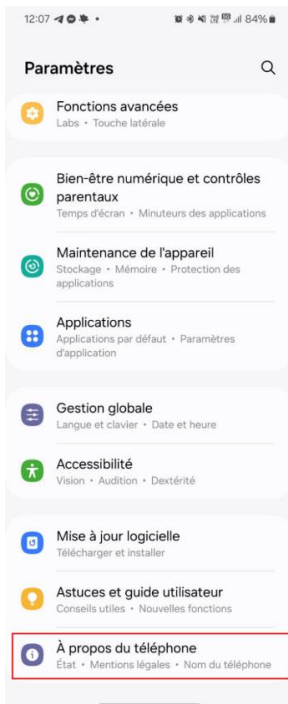 12:07
84%
Paramètres
Fonctions avancées
Labs • Touche latérale
Bien-être numérique et contrôles
parentaux
Temps d'écran • Minuteurs des applications
Maintenance de l'appareil
Stockage • Mémoire • Protection des
applications
Applications
Applications par défaut • Paramètres
d'application
Gestion globale
Langue et clavier • Date et heure
Accessibilité
Vision • Audition • Dextérité
Mise à jour logicielle
Télécharger et installer
Astuces et guide utilisateur
Conseils utiles • Nouvelles fonctions
À propos du téléphone
État • Mentions légales • Nom du téléphone